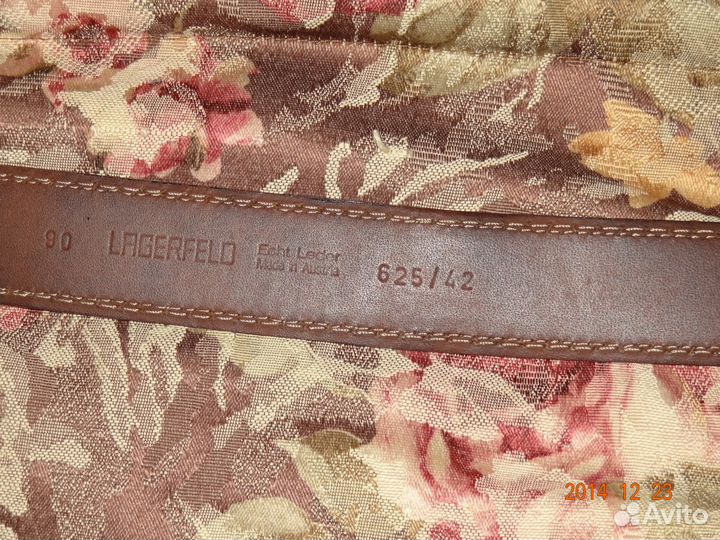 90 LAGERFELD Echt Leder 625/42
Made in Austria
2014 12 23
Avito